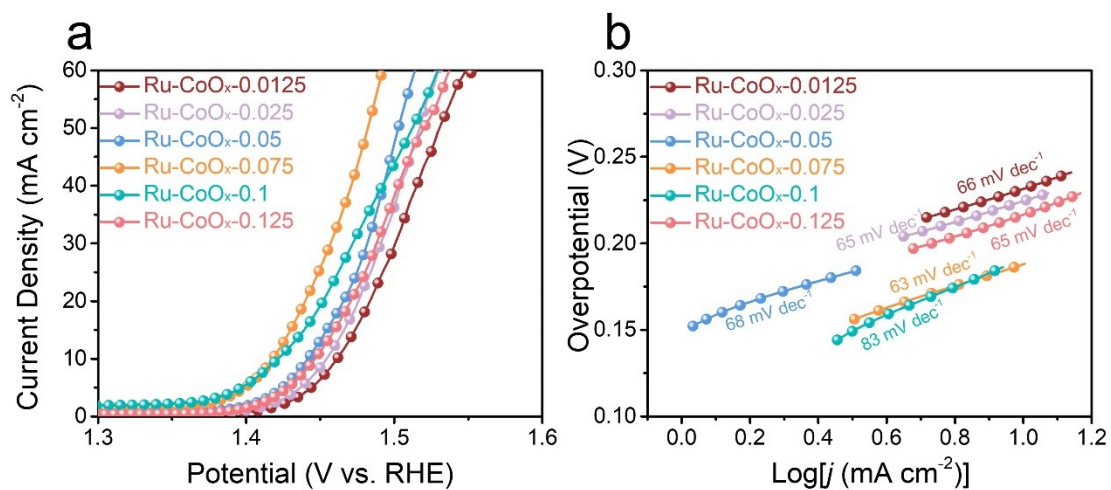 a
Current Density (mA cm⁻²)
60
50
40
30
20
10
0
Ru-CoOₓ-0.0125
Ru-CoOₓ-0.025
Ru-CoOₓ-0.05
Ru-CoOₓ-0.075
Ru-CoOₓ-0.1
Ru-CoOₓ-0.125
1.3 1.4 1.5 1.6
Potential (V vs. RHE)
b
Overpotential (V)
0.30
0.25
0.20
0.15
0.10
Ru-CoOₓ-0.0125
Ru-CoOₓ-0.025
Ru-CoOₓ-0.05
Ru-CoOₓ-0.075
Ru-CoOₓ-0.1
Ru-CoOₓ-0.125
66 mV dec⁻¹
65 mV dec⁻¹
65 mV dec⁻¹
63 mV dec⁻¹
68 mV dec⁻¹
83 mV dec⁻¹
0.0 0.2 0.4 0.6 0.8 1.0 1.2
Log[j (mA cm⁻²)]